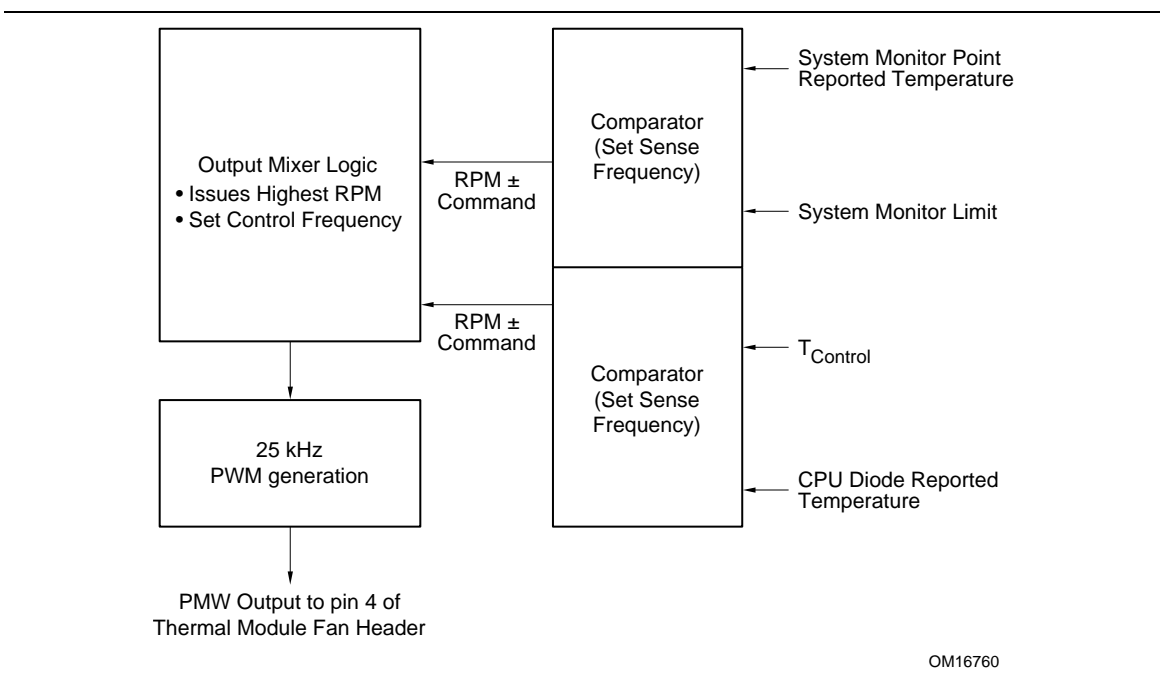 Output Mixer Logic
• Issues Highest RPM
• Set Control Frequency
RPM ±
Command
RPM ±
Command
Comparator
(Set Sense
Frequency)
Comparator
(Set Sense
Frequency)
System Monitor Point
Reported Temperature
System Monitor Limit
TControl
CPU Diode Reported
Temperature
25 kHz
PWM generation
PMW Output to pin 4 of
Thermal Module Fan Header
OM16760